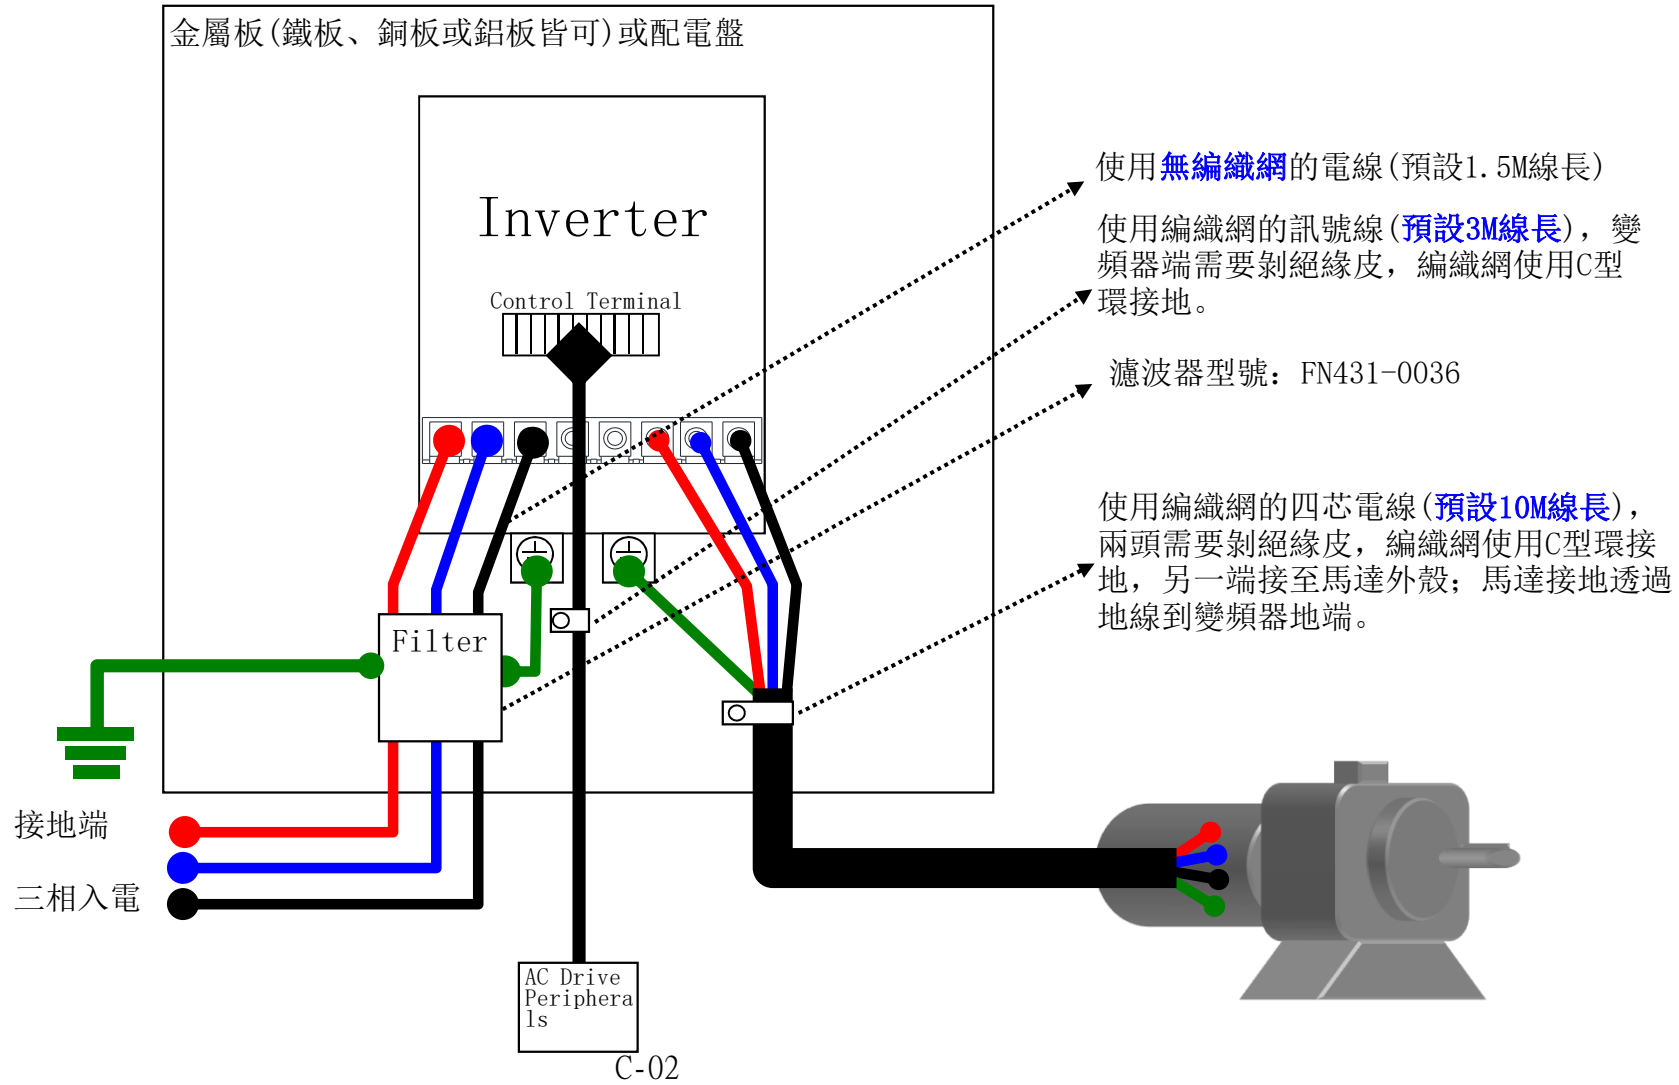 金屬板(鐵板、銅板或鋁板皆可)或配電盤
Inverter
Control Terminal
使用無編織網的電線(預設1.5M線長)
使用編織網的訊號線(預設3M線長)，變
頻器端需要剝絕緣皮，編織網使用C型
環接地。
濾波器型號：FN431-0036
使用編織網的四芯電線(預設10M線長)，
兩頭需要剝絕緣皮，編織網使用C型環接
地，另一端接至馬達外殼；馬達接地透過
地線到變頻器地端。
Filter
接地端
三相入電
AC Drive
Periphera
ls
C-02